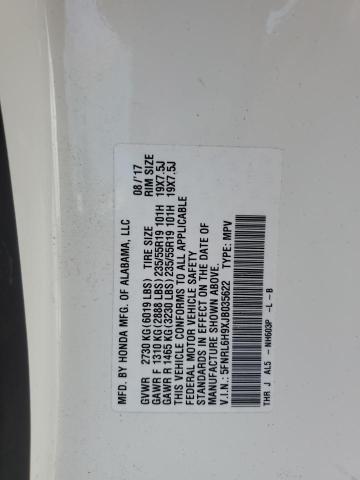 MFD. BY HONDA MFG. OF ALABAMA, LLC 08/'17
GVWR 2730 KG(6019 LBS) TIRE SIZE RIM SIZE
GAWR F 1310 KG(2888 LBS)235/55R19 101H 19X7.5J
GAWR R 1465 KG(3230 LBS)235/55R19 101H 19X7.5J
THIS VEHICLE CONFORMS TO ALL APPLICABLE
FEDERAL MOTOR VEHICLE SAFETY
STANDARDS IN EFFECT ON THE DATE OF
MANUFACTURE SHOWN ABOVE.
V.I.N.: 5FNRL6H9XJB035622 TYPE: MPV
THR J AL5 -NH603P -L-B